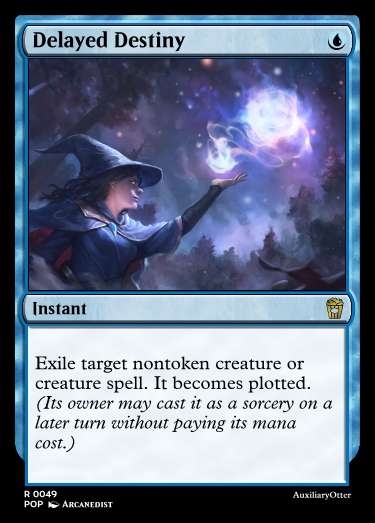 Delayed Destiny
Instant
Exile target nontoken creature or
creature spell. It becomes plotted.
(Its owner may cast it as a sorcery on a
later turn without paying its mana
cost.)
R 0049
POP Arcanedist
AuxiliaryOtter